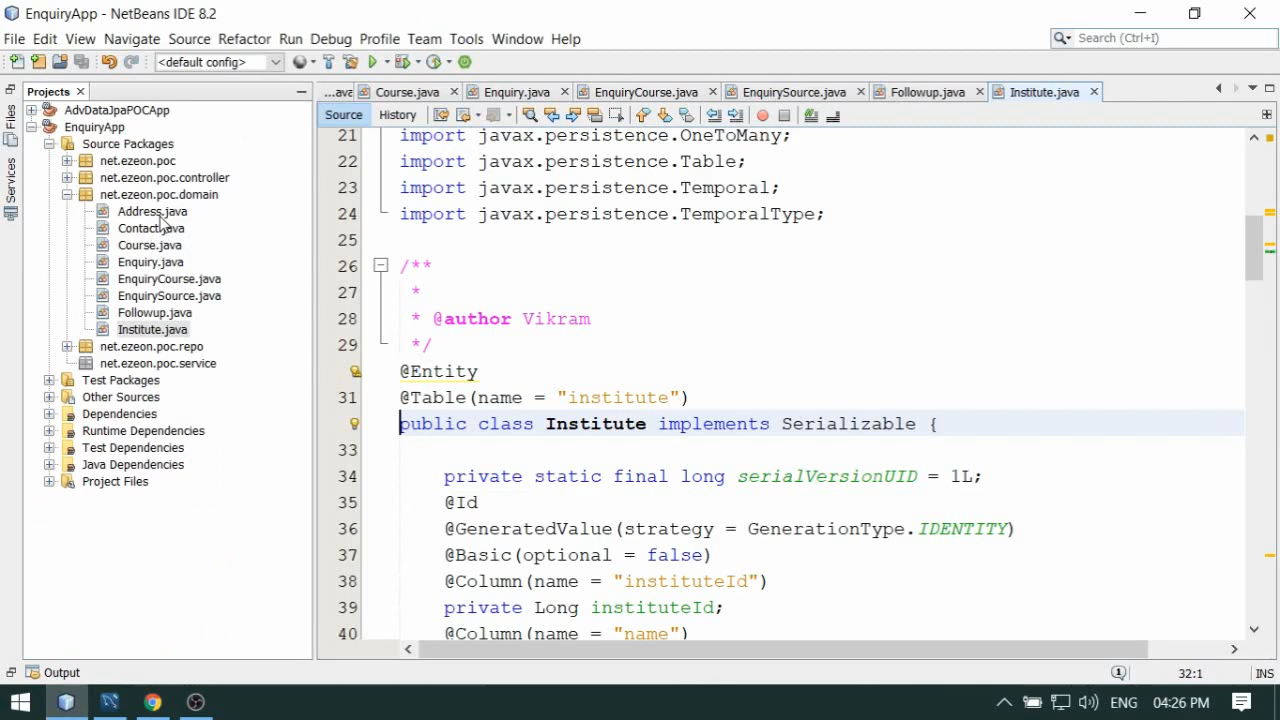 EnquiryApp - NetBeans IDE 8.2
File Edit View Navigate Source Refactor Run Debug Profile Team Tools Window Help
Search (Ctrl+I)
<default config>
Files
Services
Projects
AdvDataJpaPOCApp
EnquiryApp
Source Packages
net.ezeon.poc
net.ezeon.poc.controller
net.ezeon.poc.domain
Address.java
Contact.java
Course.java
Enquiry.java
EnquiryCourse.java
EnquirySource.java
Followup.java
Institute.java
net.ezeon.poc.repo
net.ezeon.poc.service
Test Packages
Other Sources
Dependencies
Runtime Dependencies
Test Dependencies
Java Dependencies
Project Files
...ave Course.java Enquiry.java EnquiryCourse.java EnquirySource.java Followup.java Institute.java
Source History
21 import javax.persistence.OneToMany;
22 import javax.persistence.Table;
23 import javax.persistence.Temporal;
24 import javax.persistence.TemporalType;
25
26 /**
27 *
28 * @author Vikram
29 */
@Entity
31 @Table(name = "institute")
public class Institute implements Serializable {
33
34 private static final long serialVersionUID = 1L;
35 @Id
36 @GeneratedValue(strategy = GenerationType.IDENTITY)
37 @Basic(optional = false)
38 @Column(name = "instituteId")
39 private Long instituteId;
40 @Column(name = "name")
Output
32:1 INS
ENG 04:26 PM